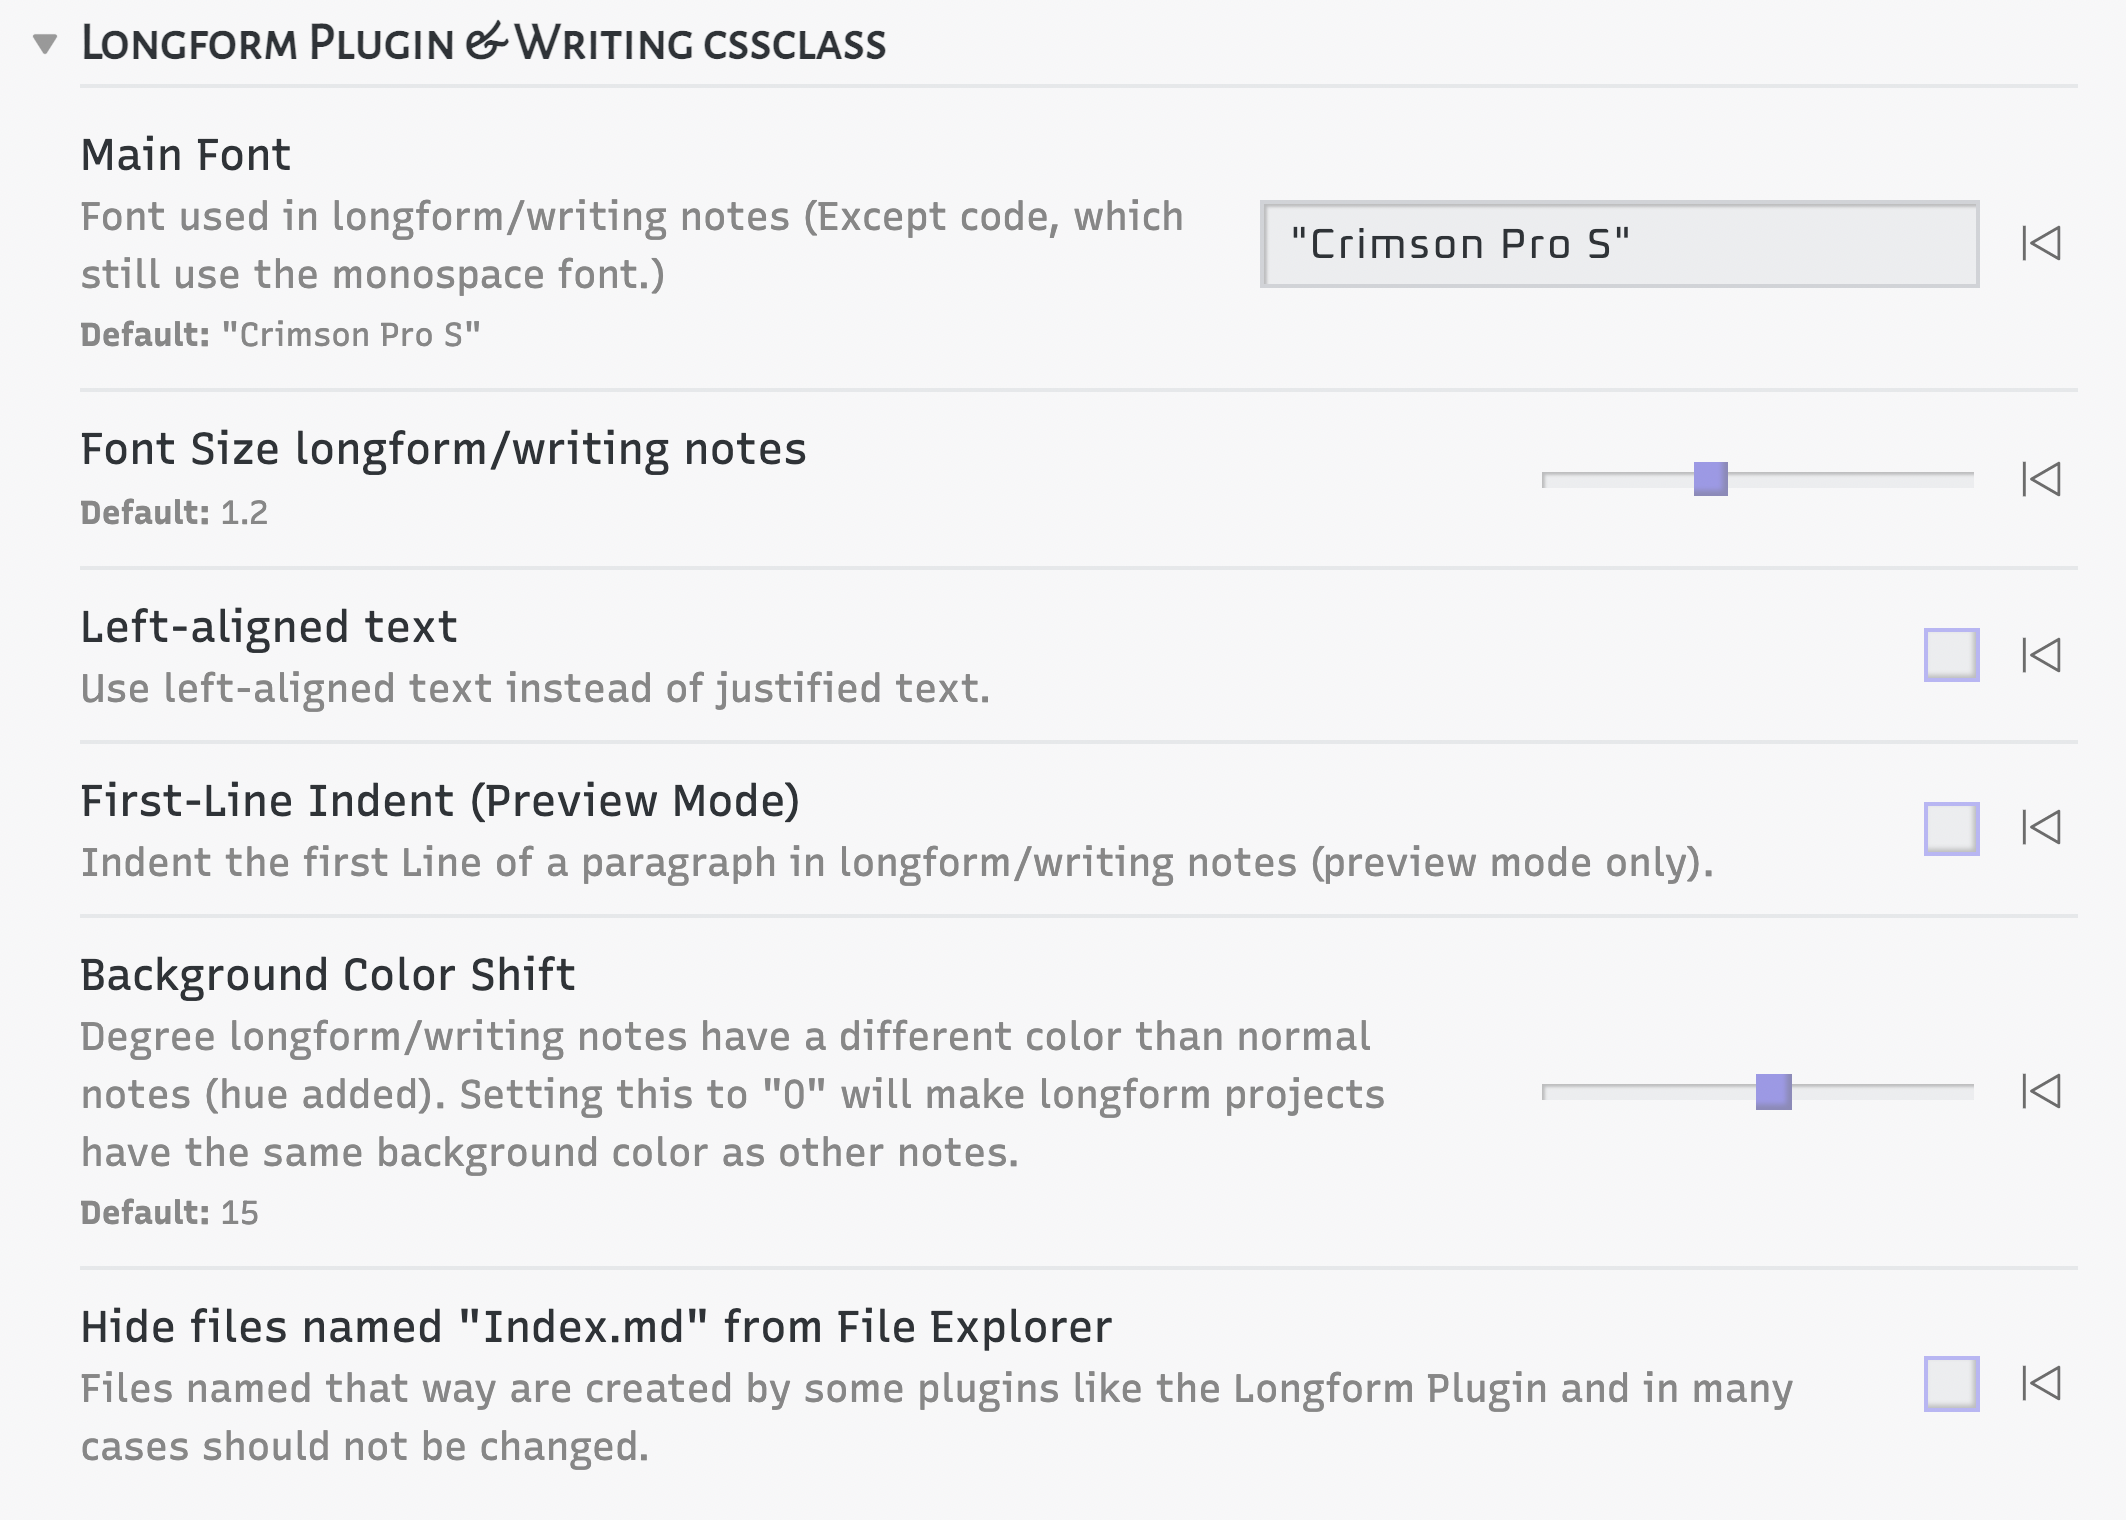 Longform Plugin & Writing cssclass
Main Font
Font used in longform/writing notes (Except code, which
still use the monospace font.)
Default: "Crimson Pro S"
"Crimson Pro S"
Font Size longform/writing notes
Default: 1.2
Left-aligned text
Use left-aligned text instead of justified text.
First-Line Indent (Preview Mode)
Indent the first Line of a paragraph in longform/writing notes (preview mode only).
Background Color Shift
Degree longform/writing notes have a different color than normal
notes (hue added). Setting this to "0" will make longform projects
have the same background color as other notes.
Default: 15
Hide files named "Index.md" from File Explorer
Files named that way are created by some plugins like the Longform Plugin and in many
cases should not be changed.